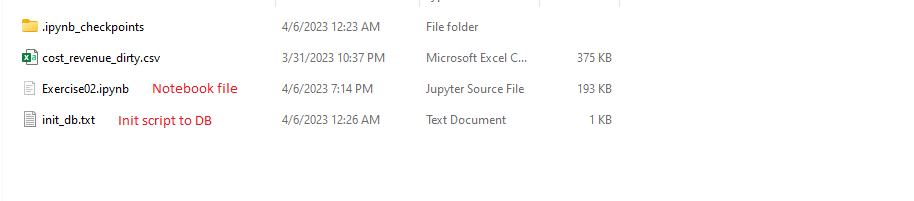 .ipynb_checkpoints 4/6/2023 12:23 AM File folder
cost_revenue_dirty.csv 3/31/2023 10:37 PM Microsoft Excel C... 375 KB
Exercise02.ipynb Notebook file 4/6/2023 7:14 PM Jupyter Source File 193 KB
init_db.txt Init script to DB 4/6/2023 12:26 AM Text Document 1 KB